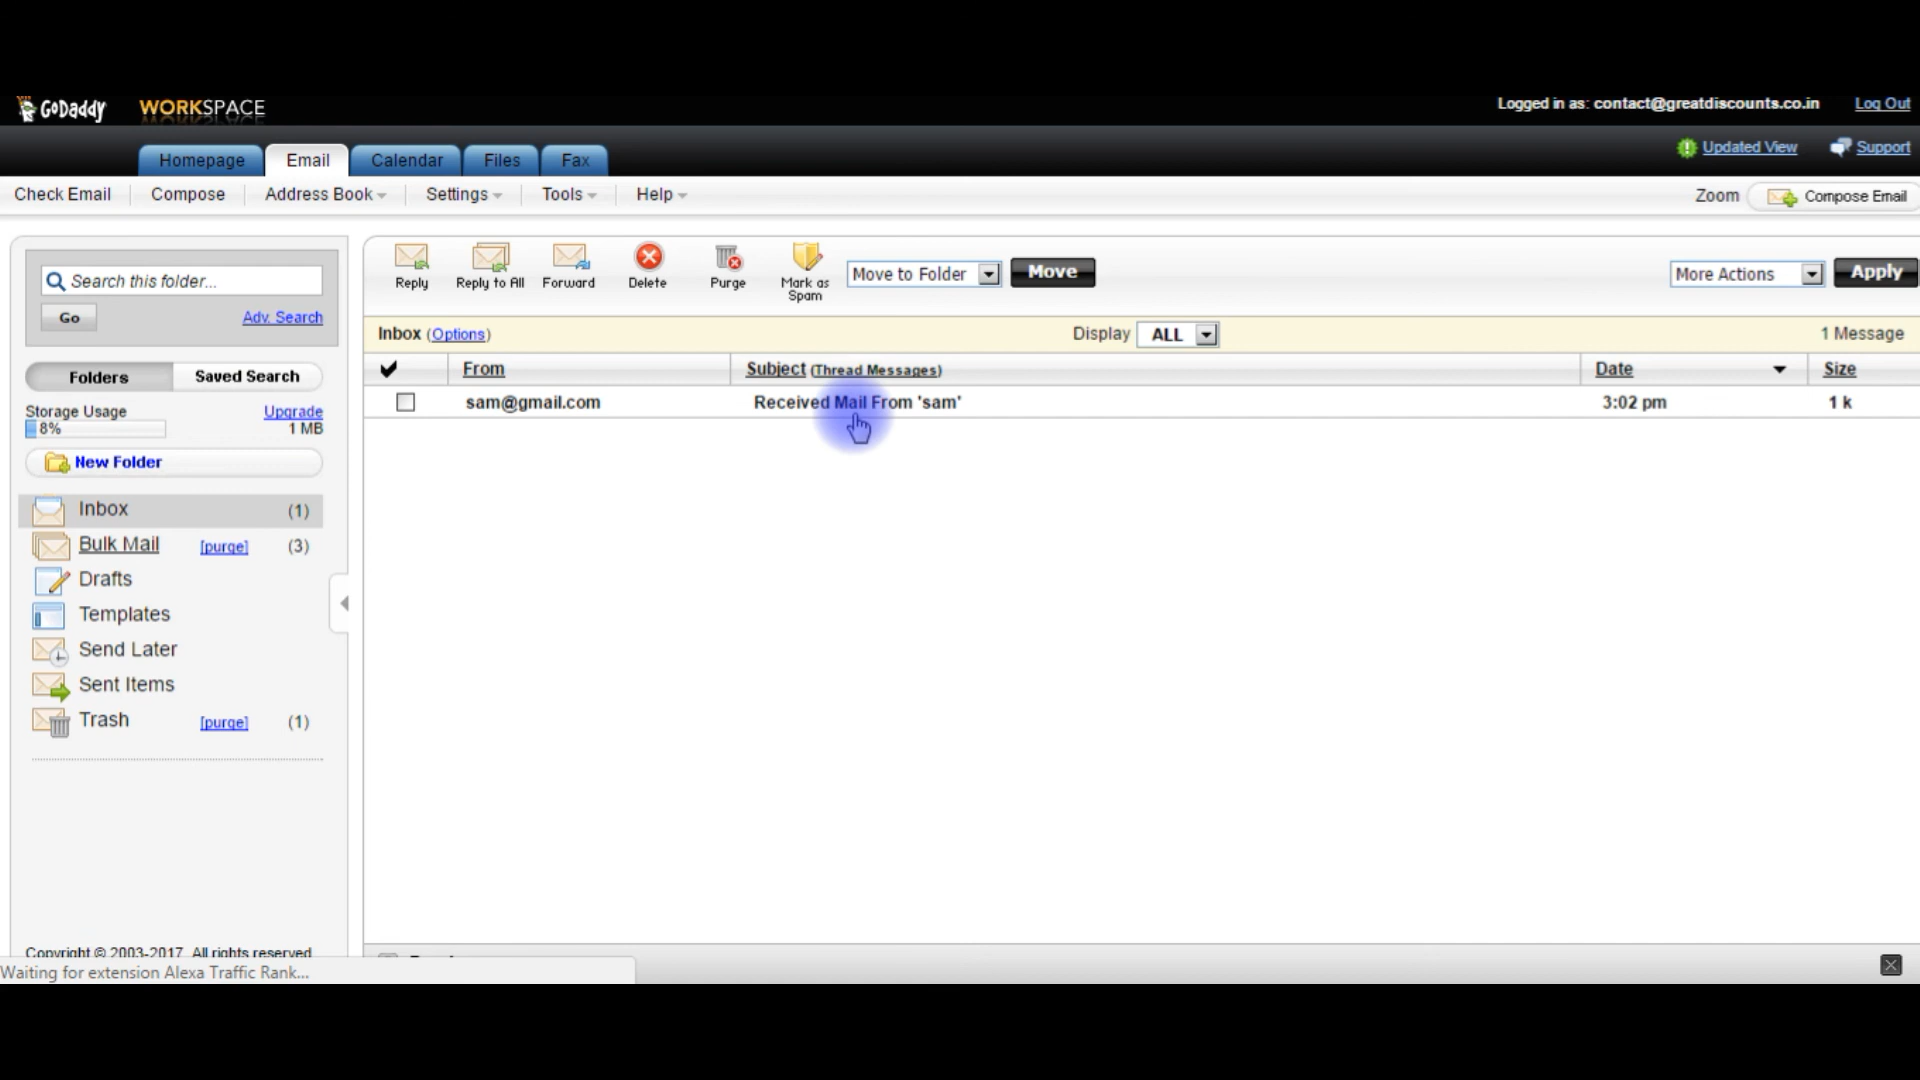 GoDaddy WORKSPACE
Logged in as: contact@greatdiscounts.co.in Log Out
Homepage Email Calendar Files Fax
Updated View Support
Check Email Compose Address Book Settings Tools Help
Zoom Compose Email
Search this folder...
Go Adv. Search
Folders Saved Search
Storage Usage Upgrade
8% 1 MB
New Folder
Inbox (1)
Bulk Mail [purge] (3)
Drafts
Templates
Send Later
Sent Items
Trash [purge] (1)
Copyright © 2003-2017. All rights reserved
Waiting for extension Alexa Traffic Rank...
Reply Reply to All Forward Delete Purge Mark as Spam Move to Folder Move
More Actions Apply
Inbox (Options) Display ALL 1 Message
From Subject (Thread Messages) Date Size
sam@gmail.com Received Mail From 'sam' 3:02 pm 1 k